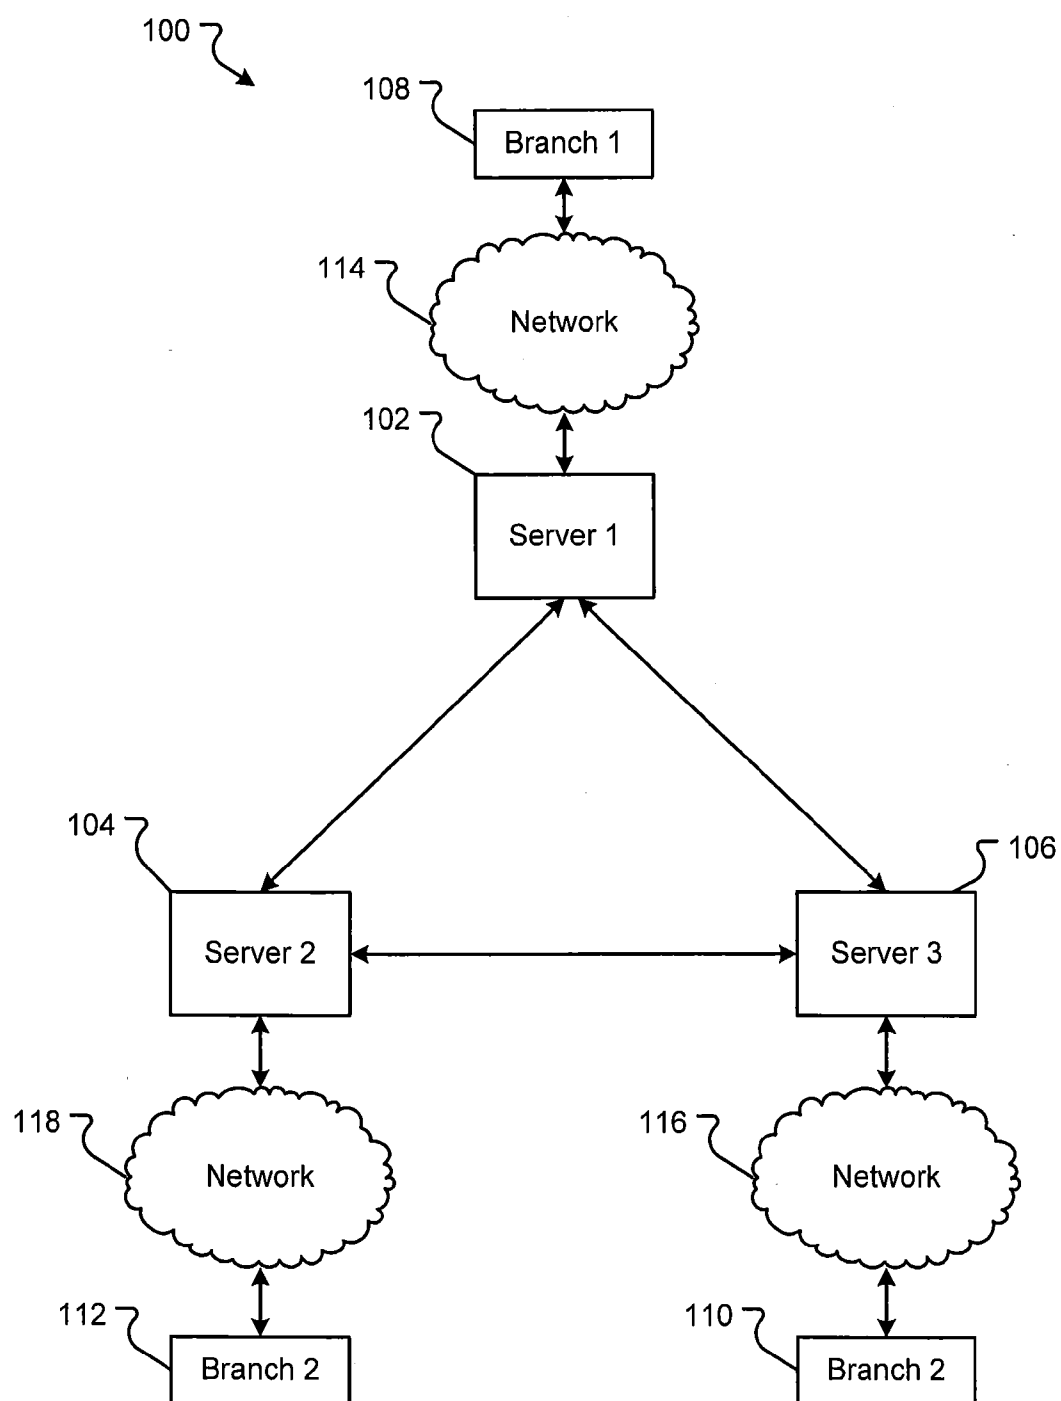 100
108
Branch 1
114
Network
102
Server 1
104
106
Server 2
Server 3
118
116
Network
Network
112
110
Branch 2
Branch 2